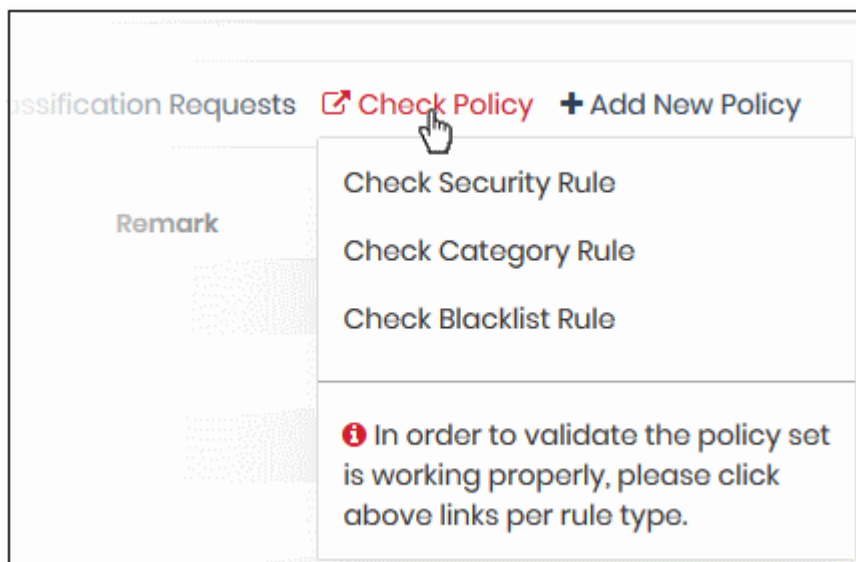 Requests Check Policy Add New Policy
Check Security Rule
Remark
Check Category Rule
Check Blacklist Rule
In order to validate the policy set
is working properly, please click
above links per rule type.